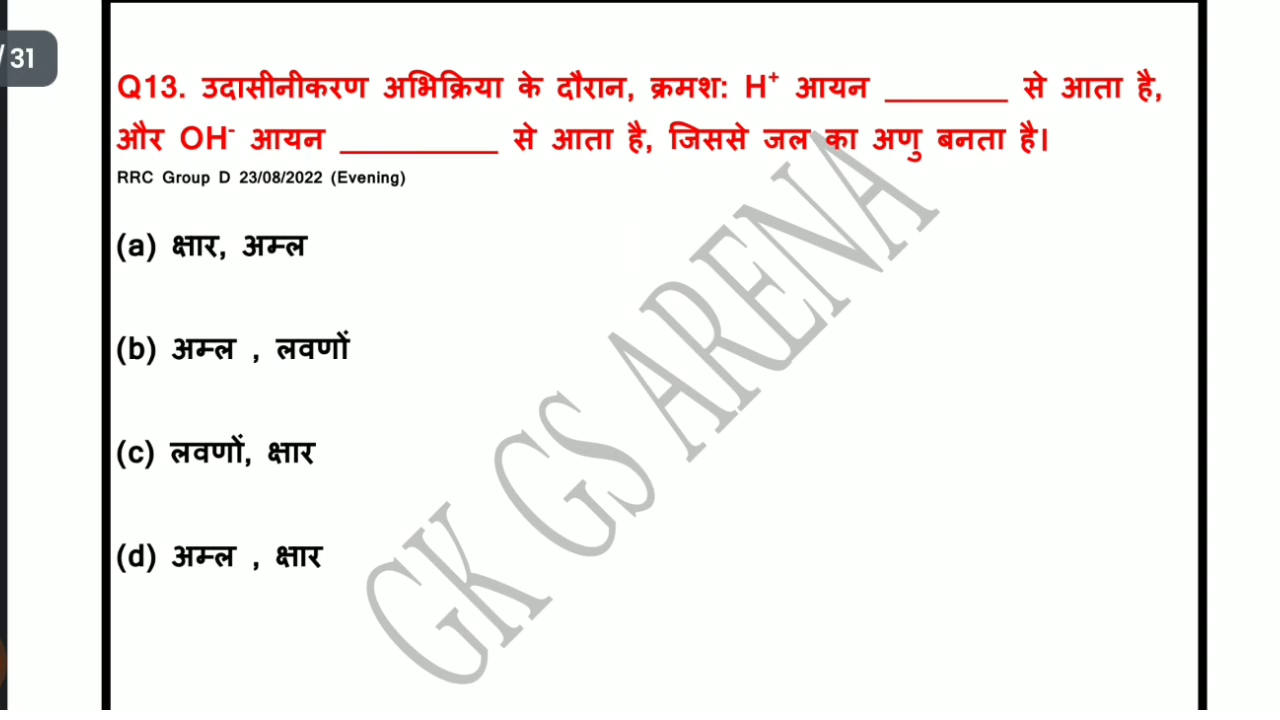 /31
Q13. उदासीनीकरण अभिक्रिया के दौरान, क्रमश: H⁺ आयन ________ से आता है,
और OH⁻ आयन __________ से आता है, जिससे जल का अणु बनता है।
RRC Group D 23/08/2022 (Evening)
(a) क्षार, अम्ल
(b) अम्ल , लवणों
(c) लवणों, क्षार
(d) अम्ल , क्षार
GK GS ARENA